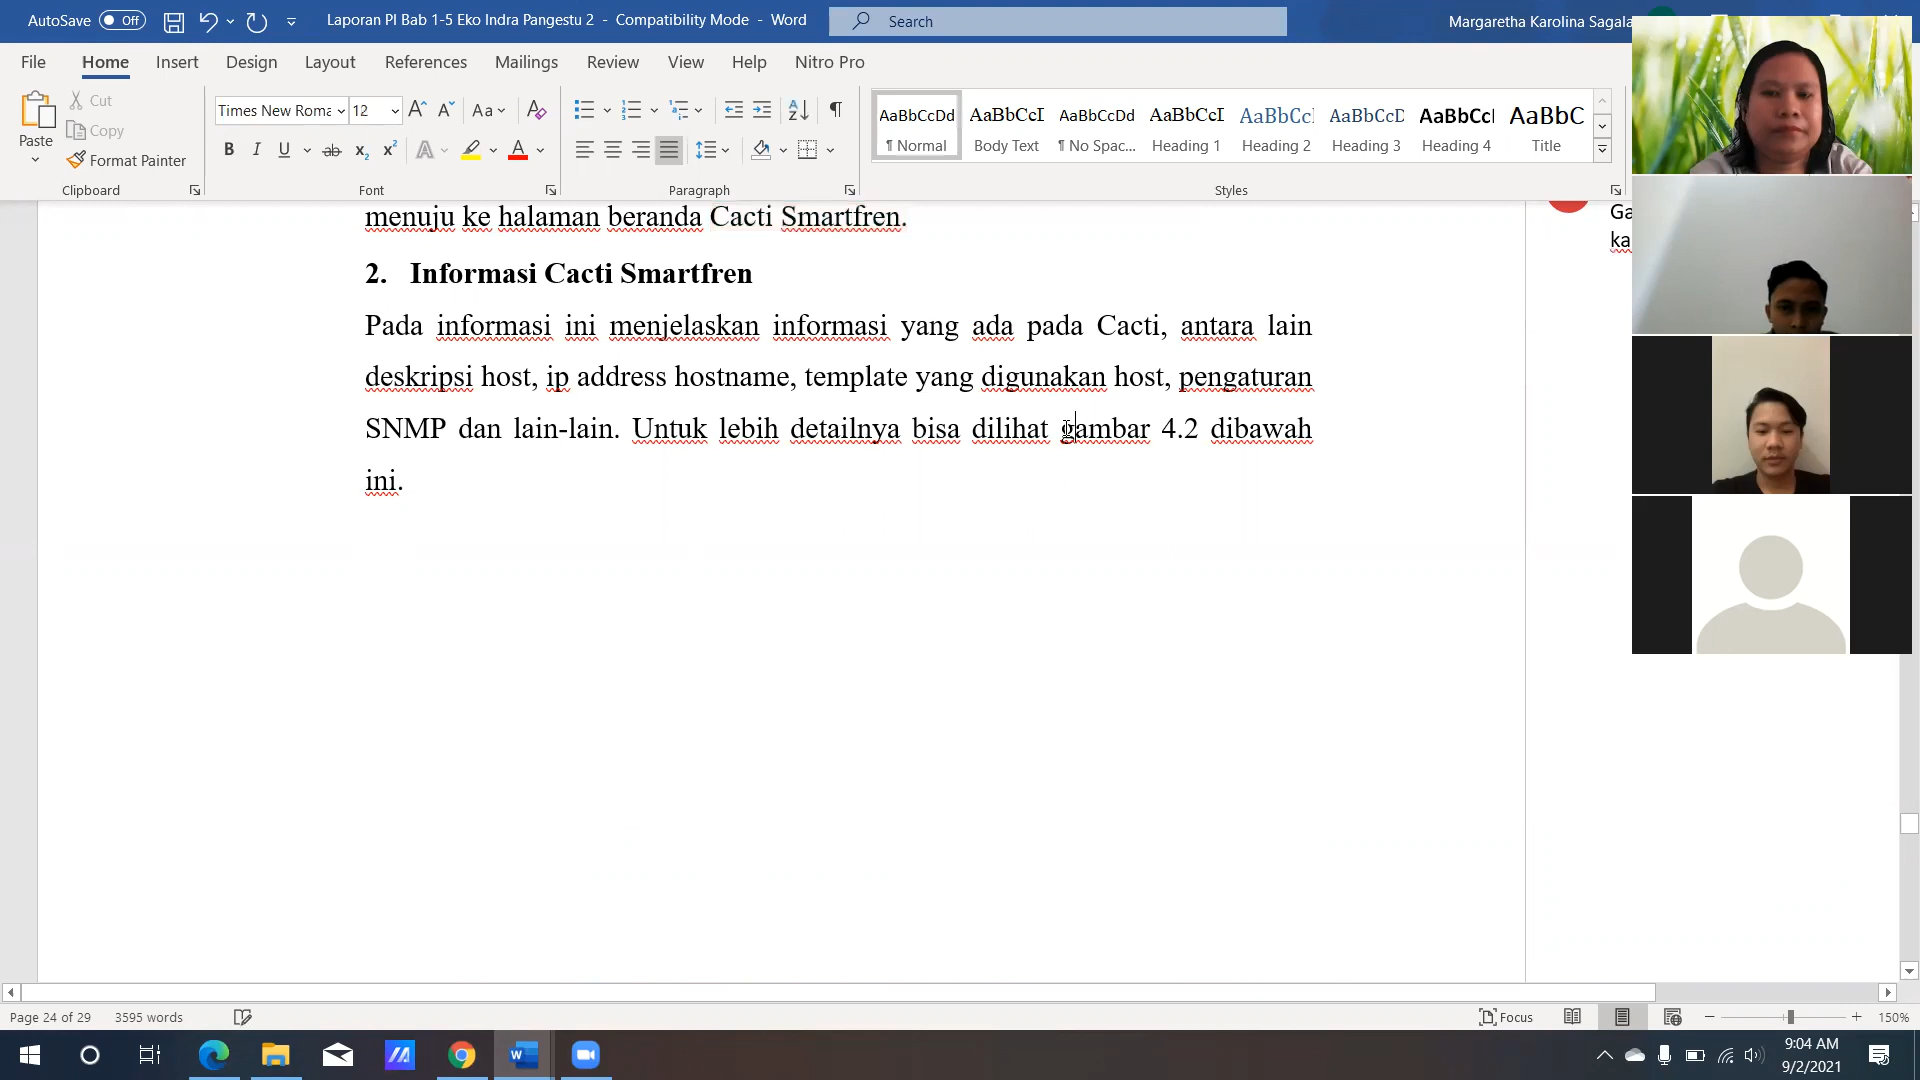 AutoSave Off
Laporan PI Bab 1-5 Eko Indra Pangestu 2 - Compatibility Mode - Word
Search
Margaretha Karolina Sagala
File Home Insert Design Layout References Mailings Review View Help Nitro Pro
Paste
Cut
Copy
Format Painter
Clipboard
Times New Roma 12
Font
Paragraph
AaBbCcDd AaBbCcI AaBbCcDd AaBbCcI AaBbCc AaBbCcD AaBbCcI AaBbC
¶ Normal Body Text ¶ No Spac... Heading 1 Heading 2 Heading 3 Heading 4 Title
Styles
menuju ke halaman beranda Cacti Smartfren.
2. Informasi Cacti Smartfren
Pada informasi ini menjelaskan informasi yang ada pada Cacti, antara lain
deskripsi host, ip address hostname, template yang digunakan host, pengaturan
SNMP dan lain-lain. Untuk lebih detailnya bisa dilihat gambar 4.2 dibawah
ini.
Ga
ka
Page 24 of 29 3595 words
Focus
150%
9:04 AM
9/2/2021